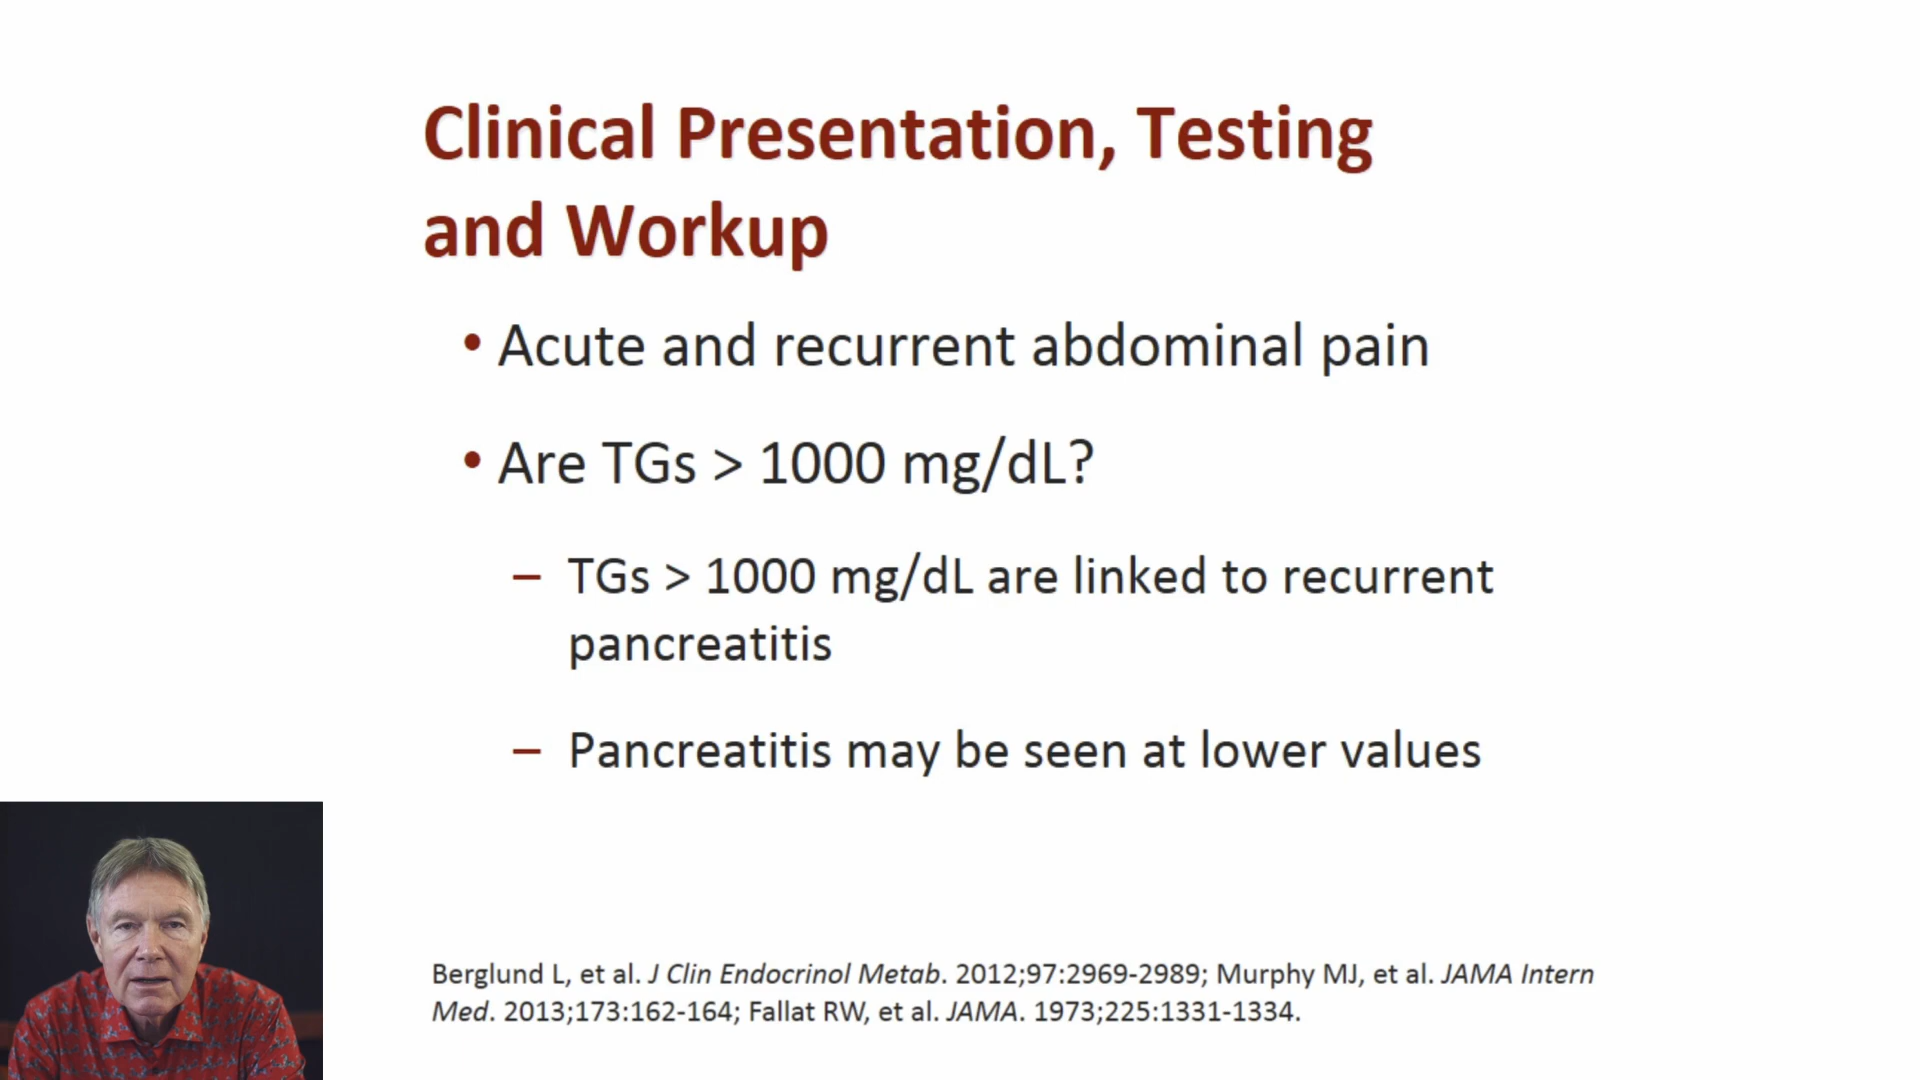 Clinical Presentation, Testing
and Workup
• Acute and recurrent abdominal pain
• Are TGs > 1000 mg/dL?
– TGs > 1000 mg/dL are linked to recurrent
pancreatitis
– Pancreatitis may be seen at lower values
Berglund L, et al. J Clin Endocrinol Metab. 2012;97:2969-2989; Murphy MJ, et al. JAMA Intern
Med. 2013;173:162-164; Fallat RW, et al. JAMA. 1973;225:1331-1334.